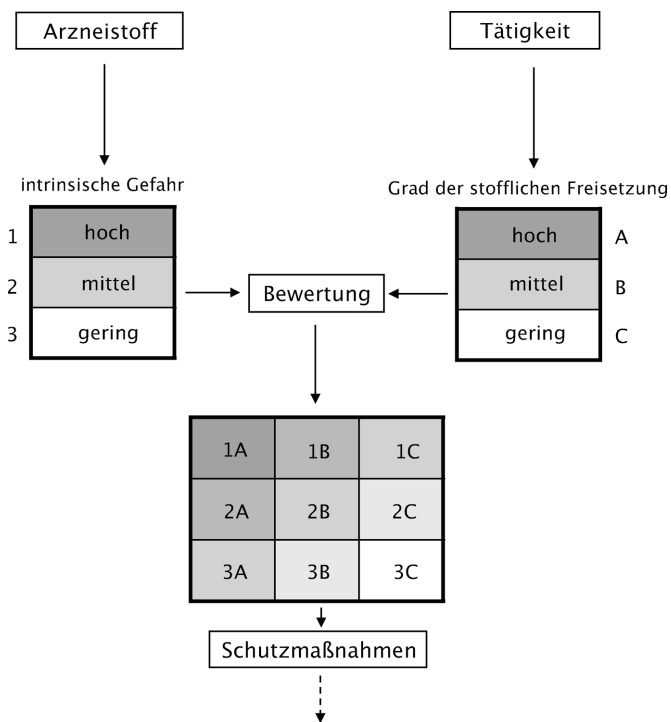 Arzneistoff
Tätigkeit
intrinsische Gefahr
Grad der stofflichen Freisetzung
1 hoch
hoch A
2 mittel
Bewertung
mittel B
3 gering
gering C
1A 1B 1C
2A 2B 2C
3A 3B 3C
Schutzmaßnahmen